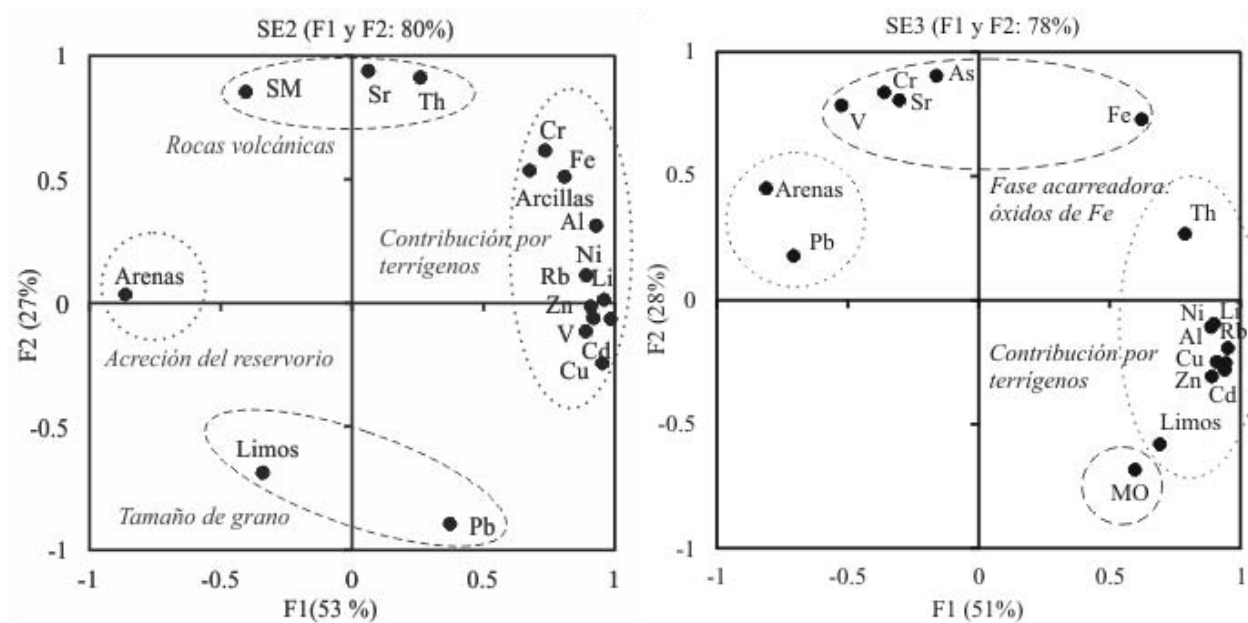 SE2 (F1 y F2: 80%)
1
SM
Sr
Th
Rocas volcánicas
Cr
Fe
0.5
Arcillas
Al
Contribución por
terrígenos
Ni
Rb
Li
Arenas
0
Zn
V
Cd
Cu
Acreción del reservorio
-0.5
Limos
Tamaño de grano
Pb
-1
-1
-0.5
0
0.5
1
F2 (27%)
F1(53 %)
SE3 (F1 y F2: 78%)
1
Cr
As
Sr
V
Fe
0.5
Arenas
Fase acarreadora:
óxidos de Fe
Th
Pb
0
Ni
Li
Al
Rb
Contribución por
terrígenos
Cu
Zn
Cd
Limos
-0.5
MO
-1
-1
-0.5
0
0.5
1
F2 (28%)
F1 (51%)